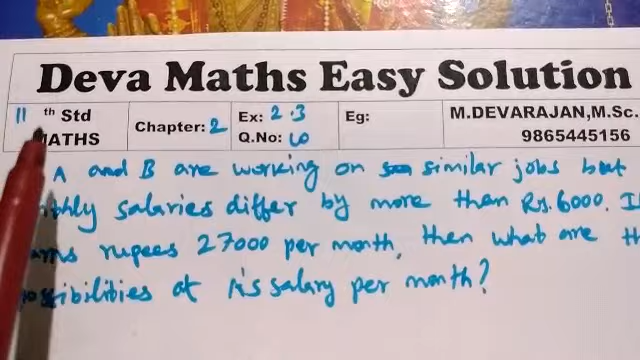 Deva Maths Easy Solution
11 th Std
MATHS
Chapter: 2
Ex: 2.3
Q.No:
Eg:
M.DEVARAJAN,M.Sc.
9865445156
A and B are working on similar jobs but
salaries differ by more than Rs.6000.
rupees 27000 per month, then what are
of A's salary per month?